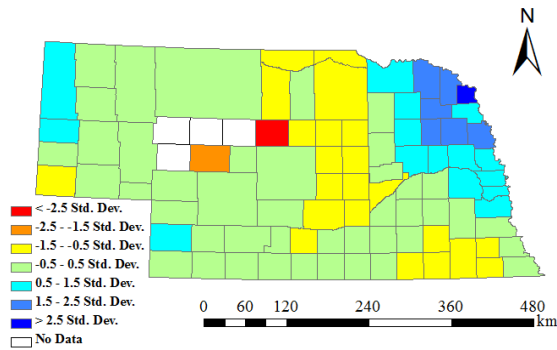 N
< -2.5 Std. Dev.
-2.5 - -1.5 Std. Dev.
-1.5 - -0.5 Std. Dev.
-0.5 - 0.5 Std. Dev.
0.5 - 1.5 Std. Dev.
1.5 - 2.5 Std. Dev.
> 2.5 Std. Dev.
No Data
0 60 120 240 360 480
km